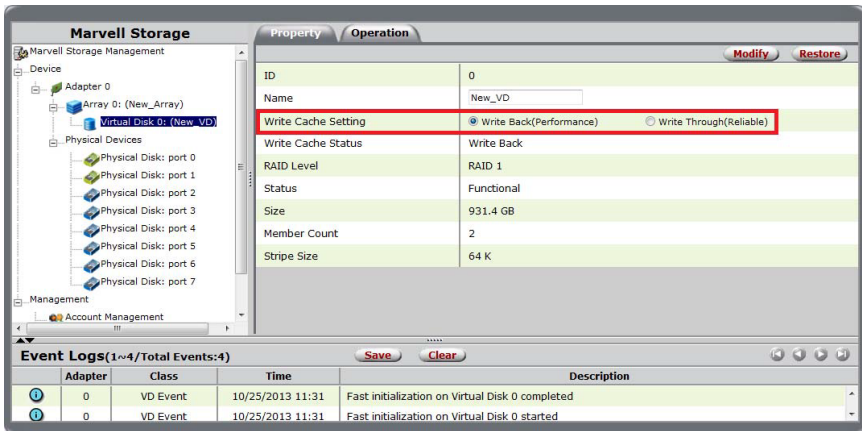 Marvell Storage
Property
Operation
Marvell Storage Management
Device
Adapter 0
Array 0: (New_Array)
Virtual Disk 0: (New_VD)
Physical Devices
Physical Disk: port 0
Physical Disk: port 1
Physical Disk: port 2
Physical Disk: port 3
Physical Disk: port 4
Physical Disk: port 5
Physical Disk: port 6
Physical Disk: port 7
Management
Account Management
Modify Restore
ID 0
Name New_VD
Write Cache Setting Write Back(Performance) Write Through(Reliable)
Write Cache Status Write Back
RAID Level RAID 1
Status Functional
Size 931.4 GB
Member Count 2
Stripe Size 64 K
Event Logs(1~4/Total Events:4) Save Clear
Adapter Class Time Description
0 VD Event 10/25/2013 11:31 Fast initialization on Virtual Disk 0 completed
0 VD Event 10/25/2013 11:31 Fast initialization on Virtual Disk 0 started